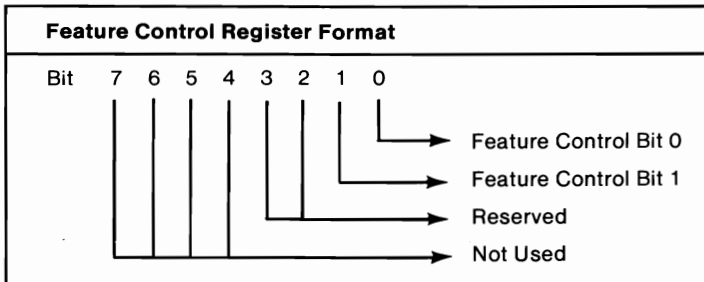 Feature Control Register Format
Bit 7 6 5 4 3 2 1 0
Feature Control Bit 0
Feature Control Bit 1
Reserved
Not Used